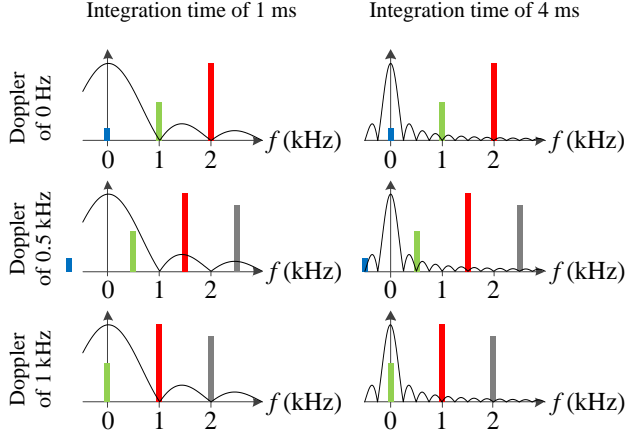 Integration time of 1 ms
Integration time of 4 ms
Doppler
of 0 Hz
0 1 2 f (kHz)
0 1 2 f (kHz)
Doppler
of 0.5 kHz
0 1 2 f (kHz)
0 1 2 f (kHz)
Doppler
of 1 kHz
0 1 2 f (kHz)
0 1 2 f (kHz)